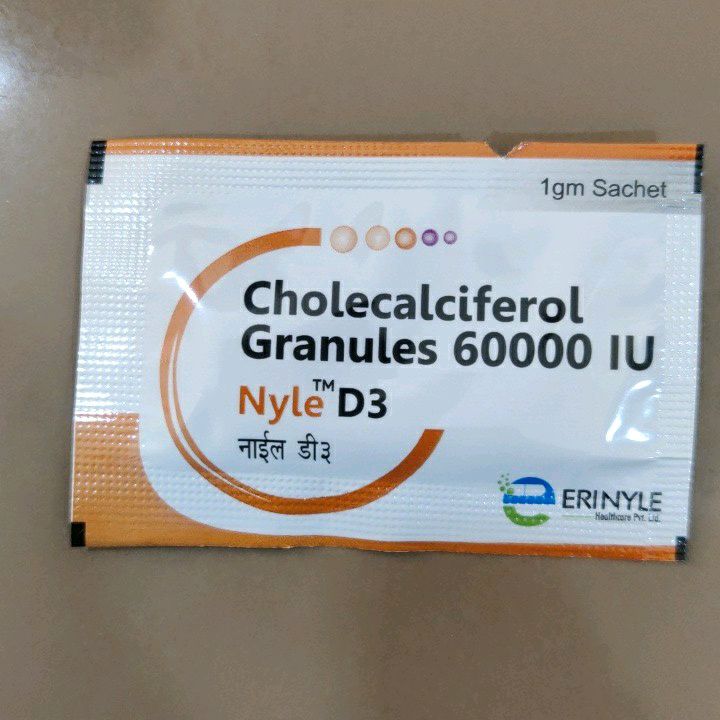 1gm Sachet
Cholecalciferol
Granules 60000 IU
Nyle™ D3
नाईल डी३
ERINYLE
Healthcare Pvt. Ltd.